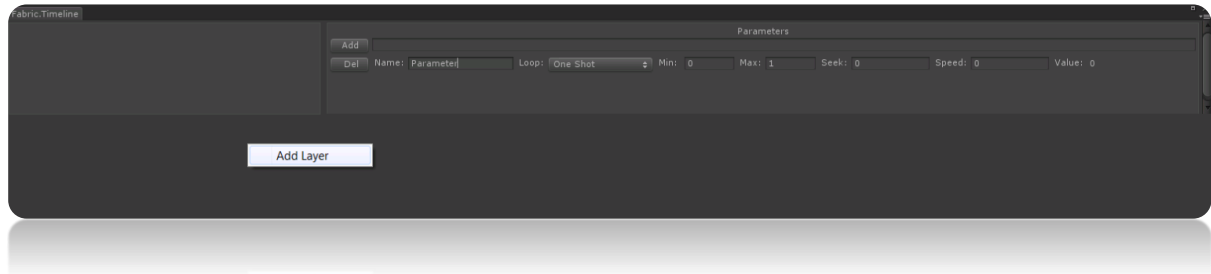 Fabric.Timeline
Parameters
Add
Del Name: Parameter Loop: One Shot Min: 0 Max: 1 Seek: 0 Speed: 0 Value: 0
Add Layer